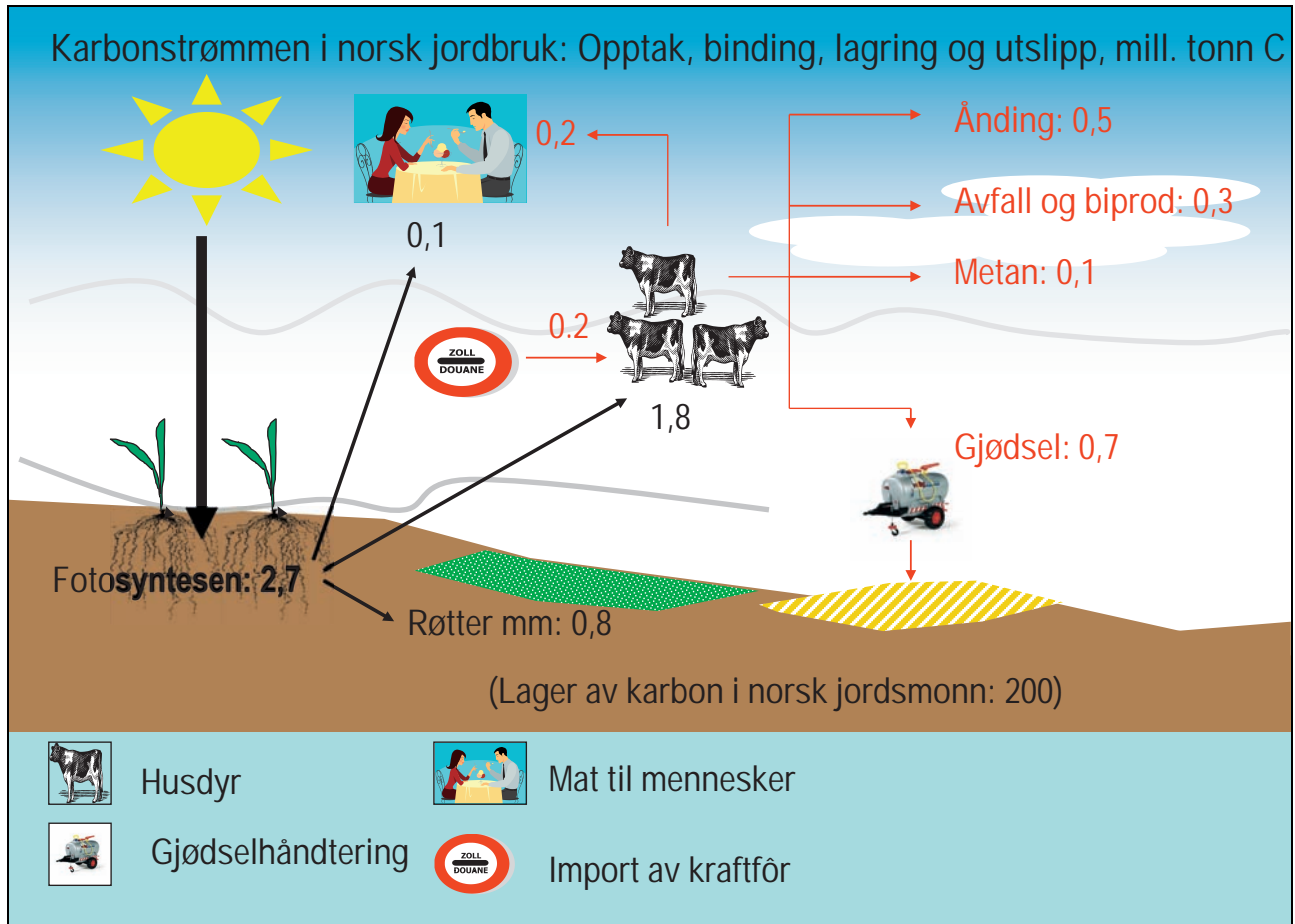 Karbonstrømmen i norsk jordbruk: Opptak, binding, lagring og utslipp, mill. tonn C
0,2
Ånding: 0,5
Avfall og biprod: 0,3
0,1
Metan: 0,1
ZOLL
DOUANE
0.2
1,8
Gjødsel: 0,7
Fotosyntesen: 2,7
Røtter mm: 0,8
(Lager av karbon i norsk jordsmonn: 200)
Husdyr
Mat til mennesker
Gjødselhåndtering
ZOLL
DOUANE
Import av kraftfôr